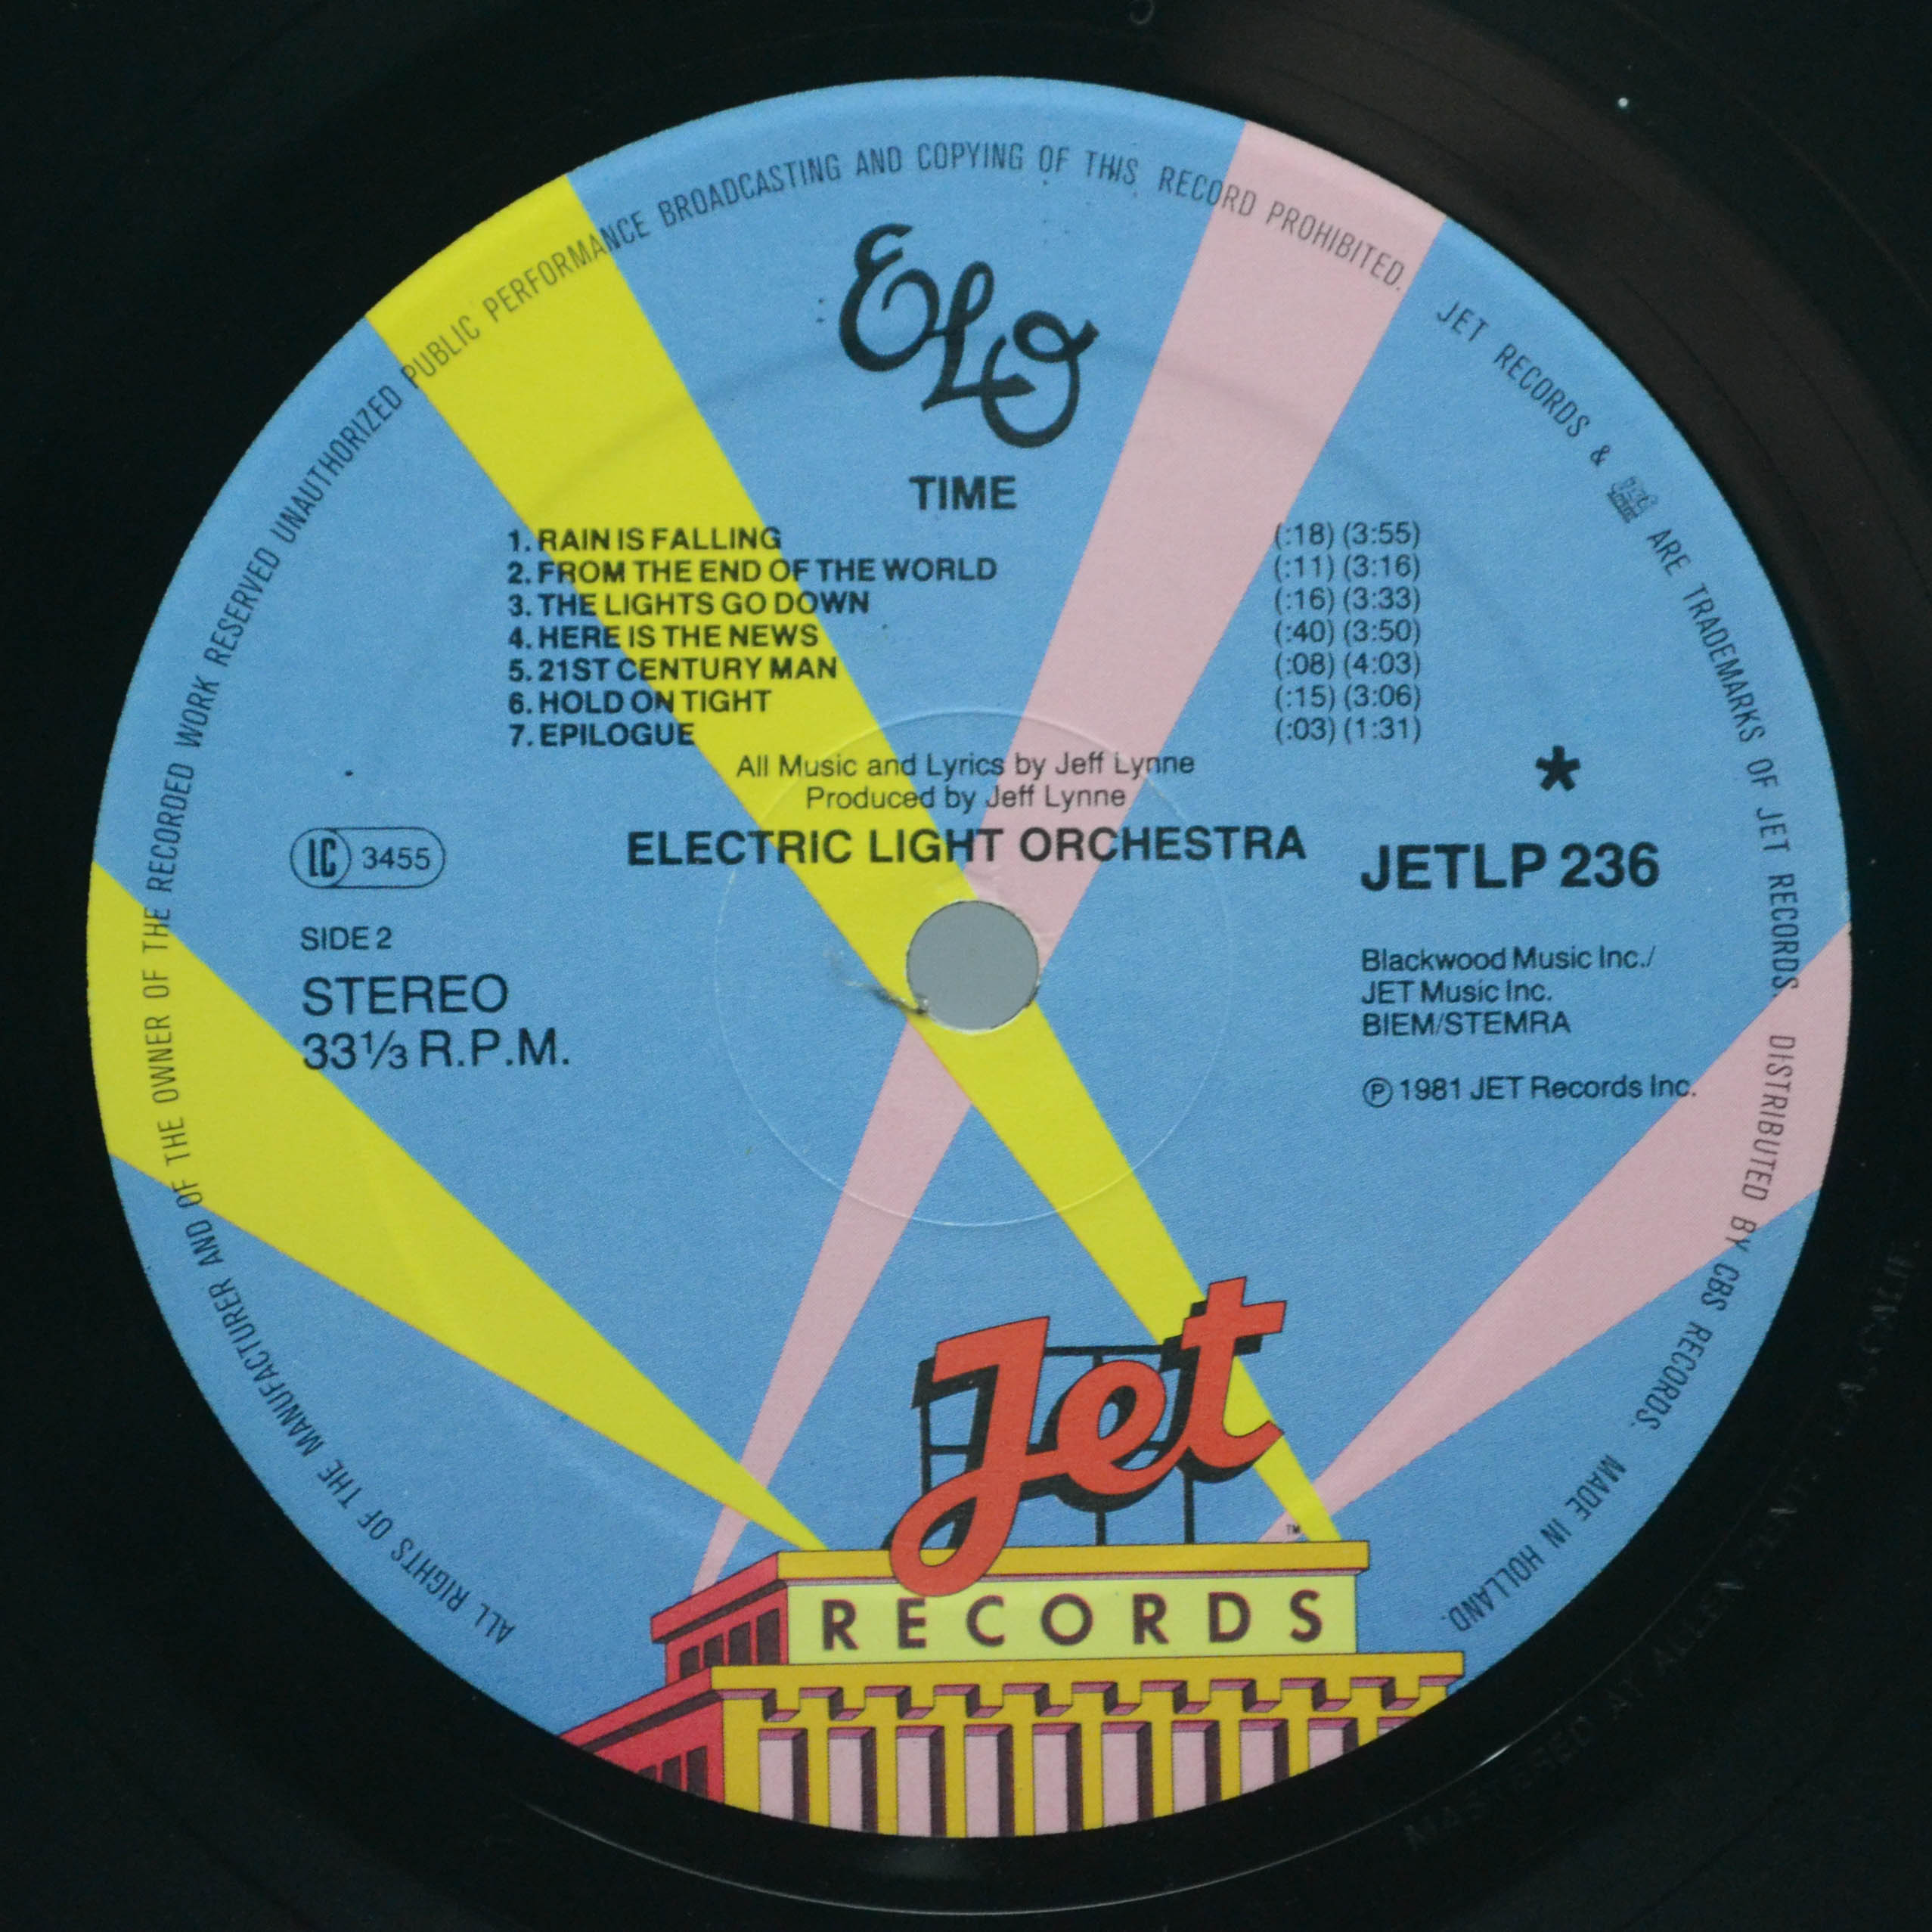 ALL RIGHTS OF THE MANUFACTURER AND OF THE OWNER OF THE RECORDED WORK RESERVED UNAUTHORIZED PUBLIC PERFORMANCE BROADCASTING AND COPYING OF THIS RECORD PROHIBITED. JET RECORDS & Jet ARE TRADEMARKS OF JET RECORDS. DISTRIBUTED BY CBS RECORDS. MADE IN HOLLAND.
ELO
TIME
1. RAIN IS FALLING (:18) (3:55)
2. FROM THE END OF THE WORLD (:11) (3:16)
3. THE LIGHTS GO DOWN (:16) (3:33)
4. HERE IS THE NEWS (:40) (3:50)
5. 21ST CENTURY MAN (:08) (4:03)
6. HOLD ON TIGHT (:15) (3:06)
7. EPILOGUE (:03) (1:31)
All Music and Lyrics by Jeff Lynne
Produced by Jeff Lynne
ELECTRIC LIGHT ORCHESTRA
LC 3455
SIDE 2
STEREO
33⅓ R.P.M.
*
JETLP 236
Blackwood Music Inc./
JET Music Inc.
BIEM/STEMRA
℗ 1981 JET Records Inc.
Jet
TM
RECORDS
MASTERED AT ALLEN